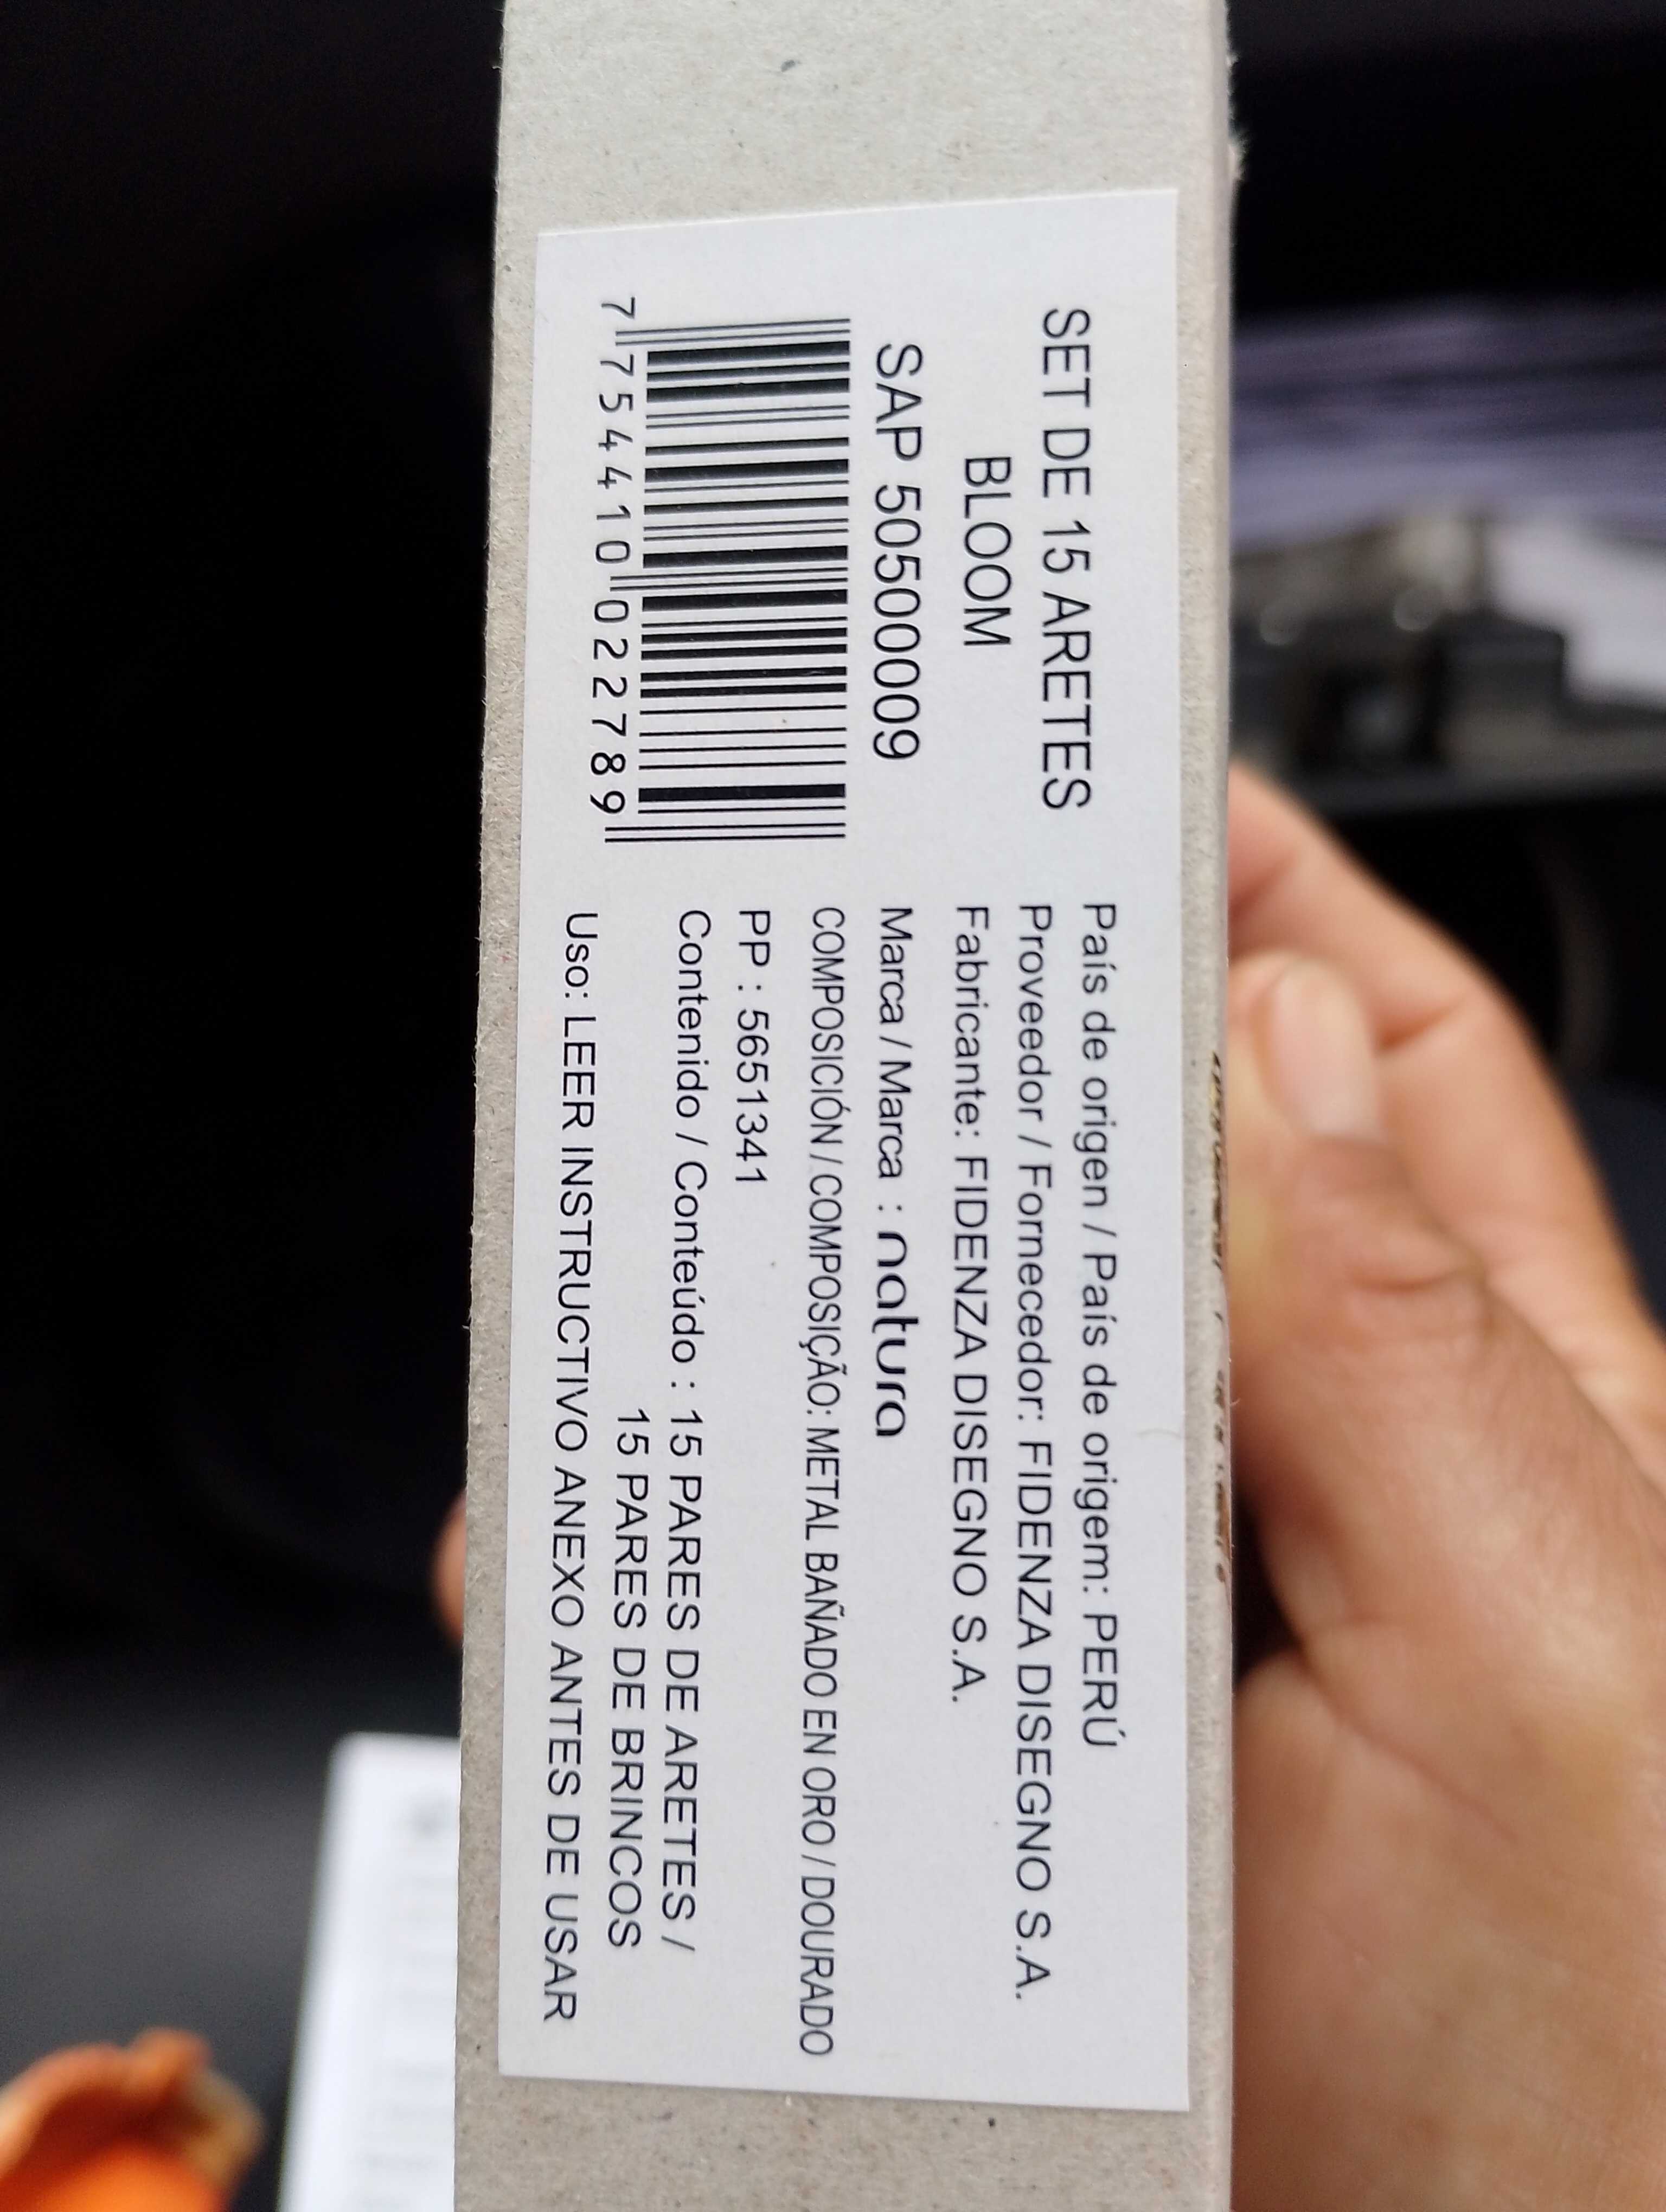 SET DE 15 ARETES
BLOOM
SAP 50500009
7 754410 022789
País de origen / País de origem: PERÚ
Proveedor / Fornecedor: FIDENZA DISEGNO S.A.
Fabricante: FIDENZA DISEGNO S.A.
Marca / Marca : natura
COMPOSICIÓN / COMPOSIÇÃO: METAL BAÑADO EN ORO / DOURADO
PP : 5651341
Contenido / Conteúdo : 15 PARES DE ARETES /
15 PARES DE BRINCOS
Uso: LEER INSTRUCTIVO ANEXO ANTES DE USAR